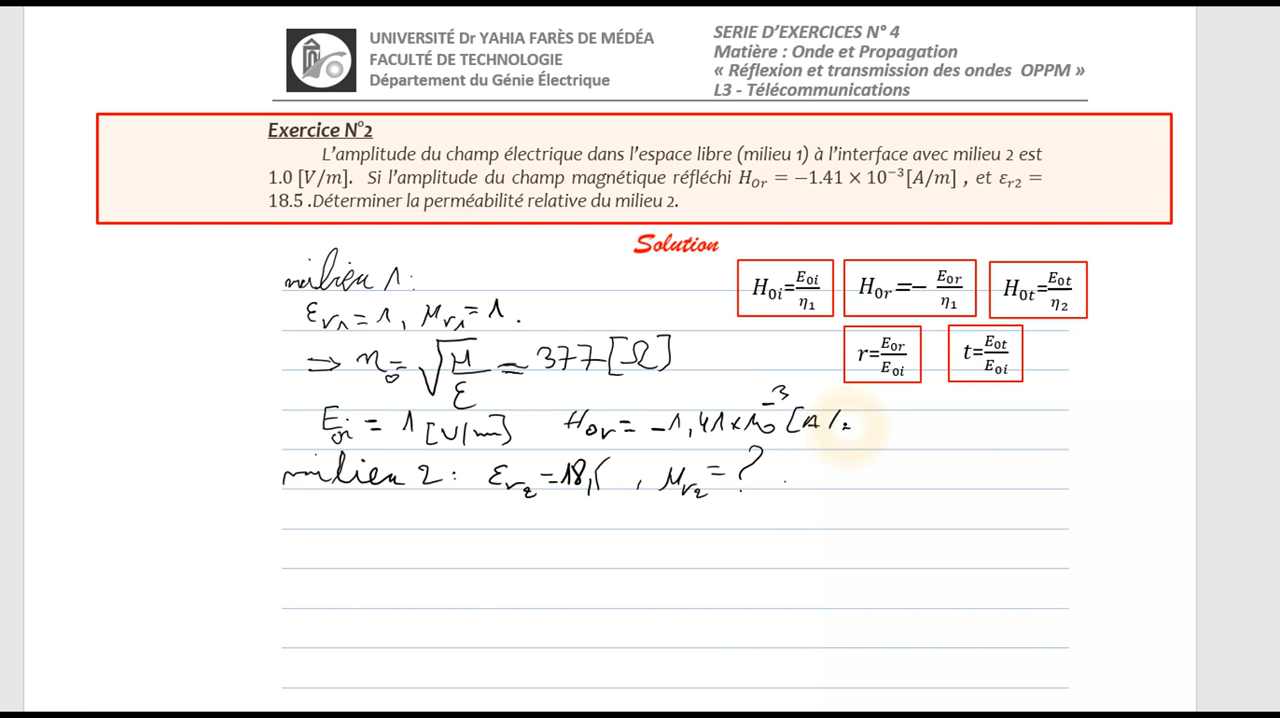 UNIVERSITÉ Dr YAHIA FARÈS DE MÉDÉA
FACULTÉ DE TECHNOLOGIE
Département du Génie Électrique
SERIE D'EXERCICES N° 4
Matière : Onde et Propagation
« Réflexion et transmission des ondes OPPM »
L3 - Télécommunications
Exercice N°2
L'amplitude du champ électrique dans l'espace libre (milieu 1) à l'interface avec milieu 2 est
1.0 [V/m]. Si l'amplitude du champ magnétique réfléchi H₀r = −1.41 × 10⁻³[A/m] , et εr2 =
18.5 .Déterminer la perméabilité relative du milieu 2.
Solution
milieu 1:
H₀i=E₀i/η₁
H₀r=−E₀r/η₁
H₀t=E₀t/η₂
εr1 = 1, μr1 = 1.
r=E₀r/E₀i
t=E₀t/E₀i
⇒ η₀ = √(μ/ε) = 377[Ω]
E₀i = 1 [V/m] H₀r = −1,41×10⁻³ [A/
milieu 2: εr2 = 18,5 , μr2 = ?